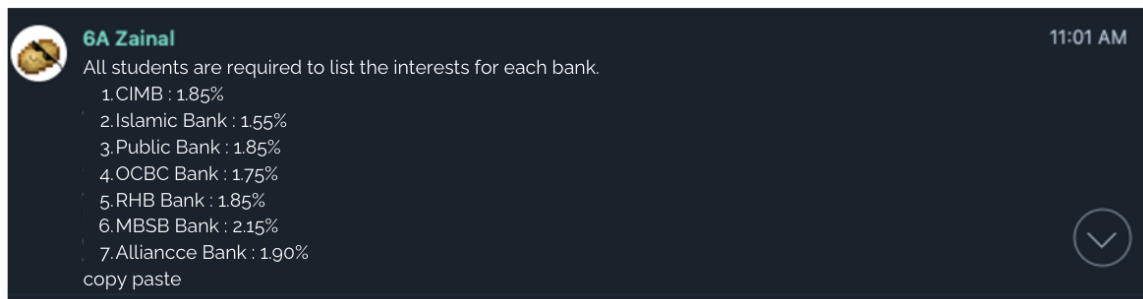 6A Zainal 11:01 AM
All students are required to list the interests for each bank.
1. CIMB : 1.85%
2. Islamic Bank : 1.55%
3. Public Bank : 1.85%
4. OCBC Bank : 1.75%
5. RHB Bank : 1.85%
6. MBSB Bank : 2.15%
7. Alliancce Bank : 1.90%
copy paste